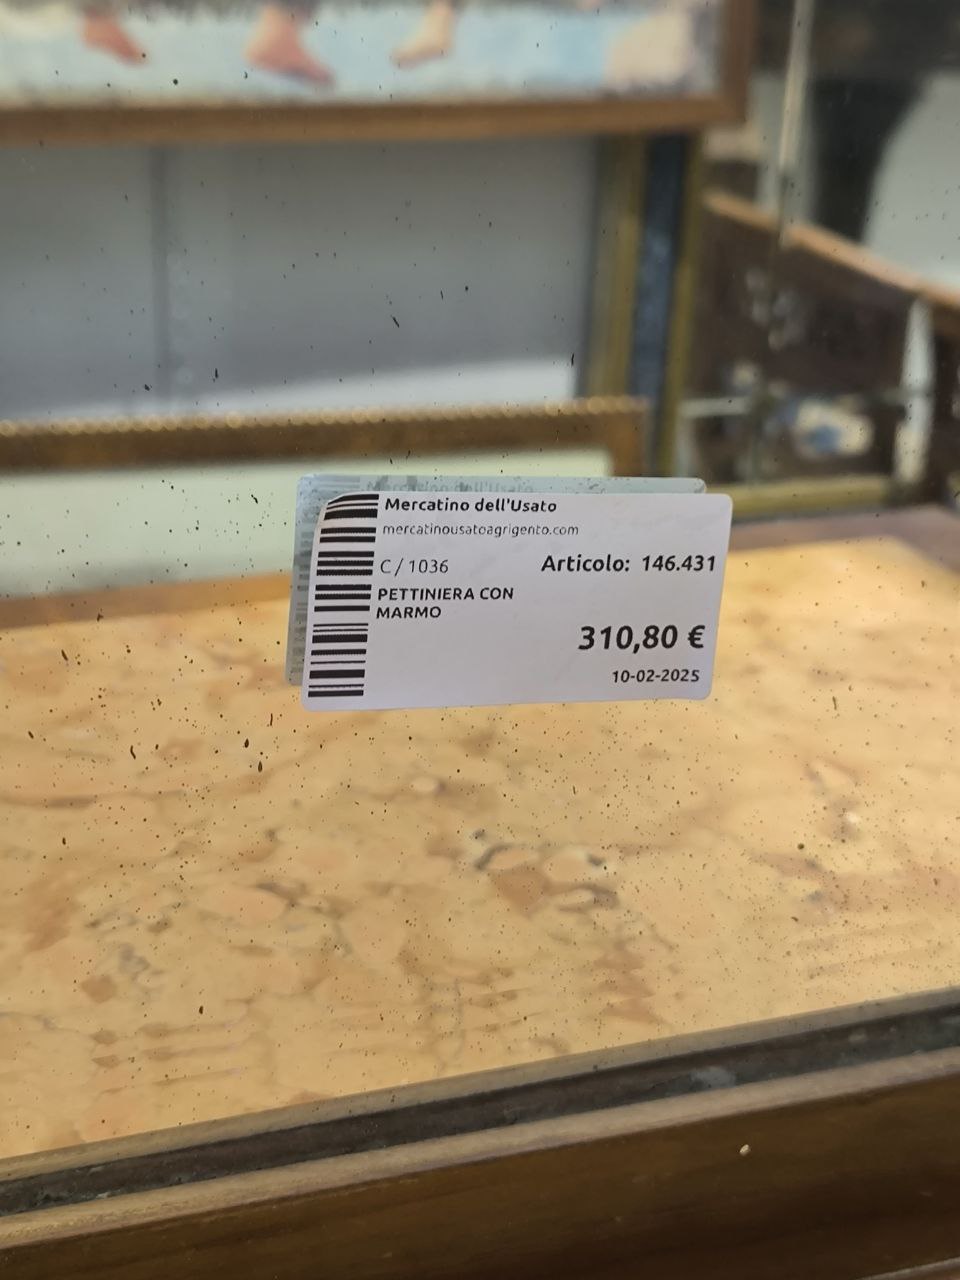 Mercatino dell'Usato
mercatinousatoagrigento.com
C / 1036
Articolo: 146.431
PETTINIERA CON
MARMO
310,80 €
10-02-2025